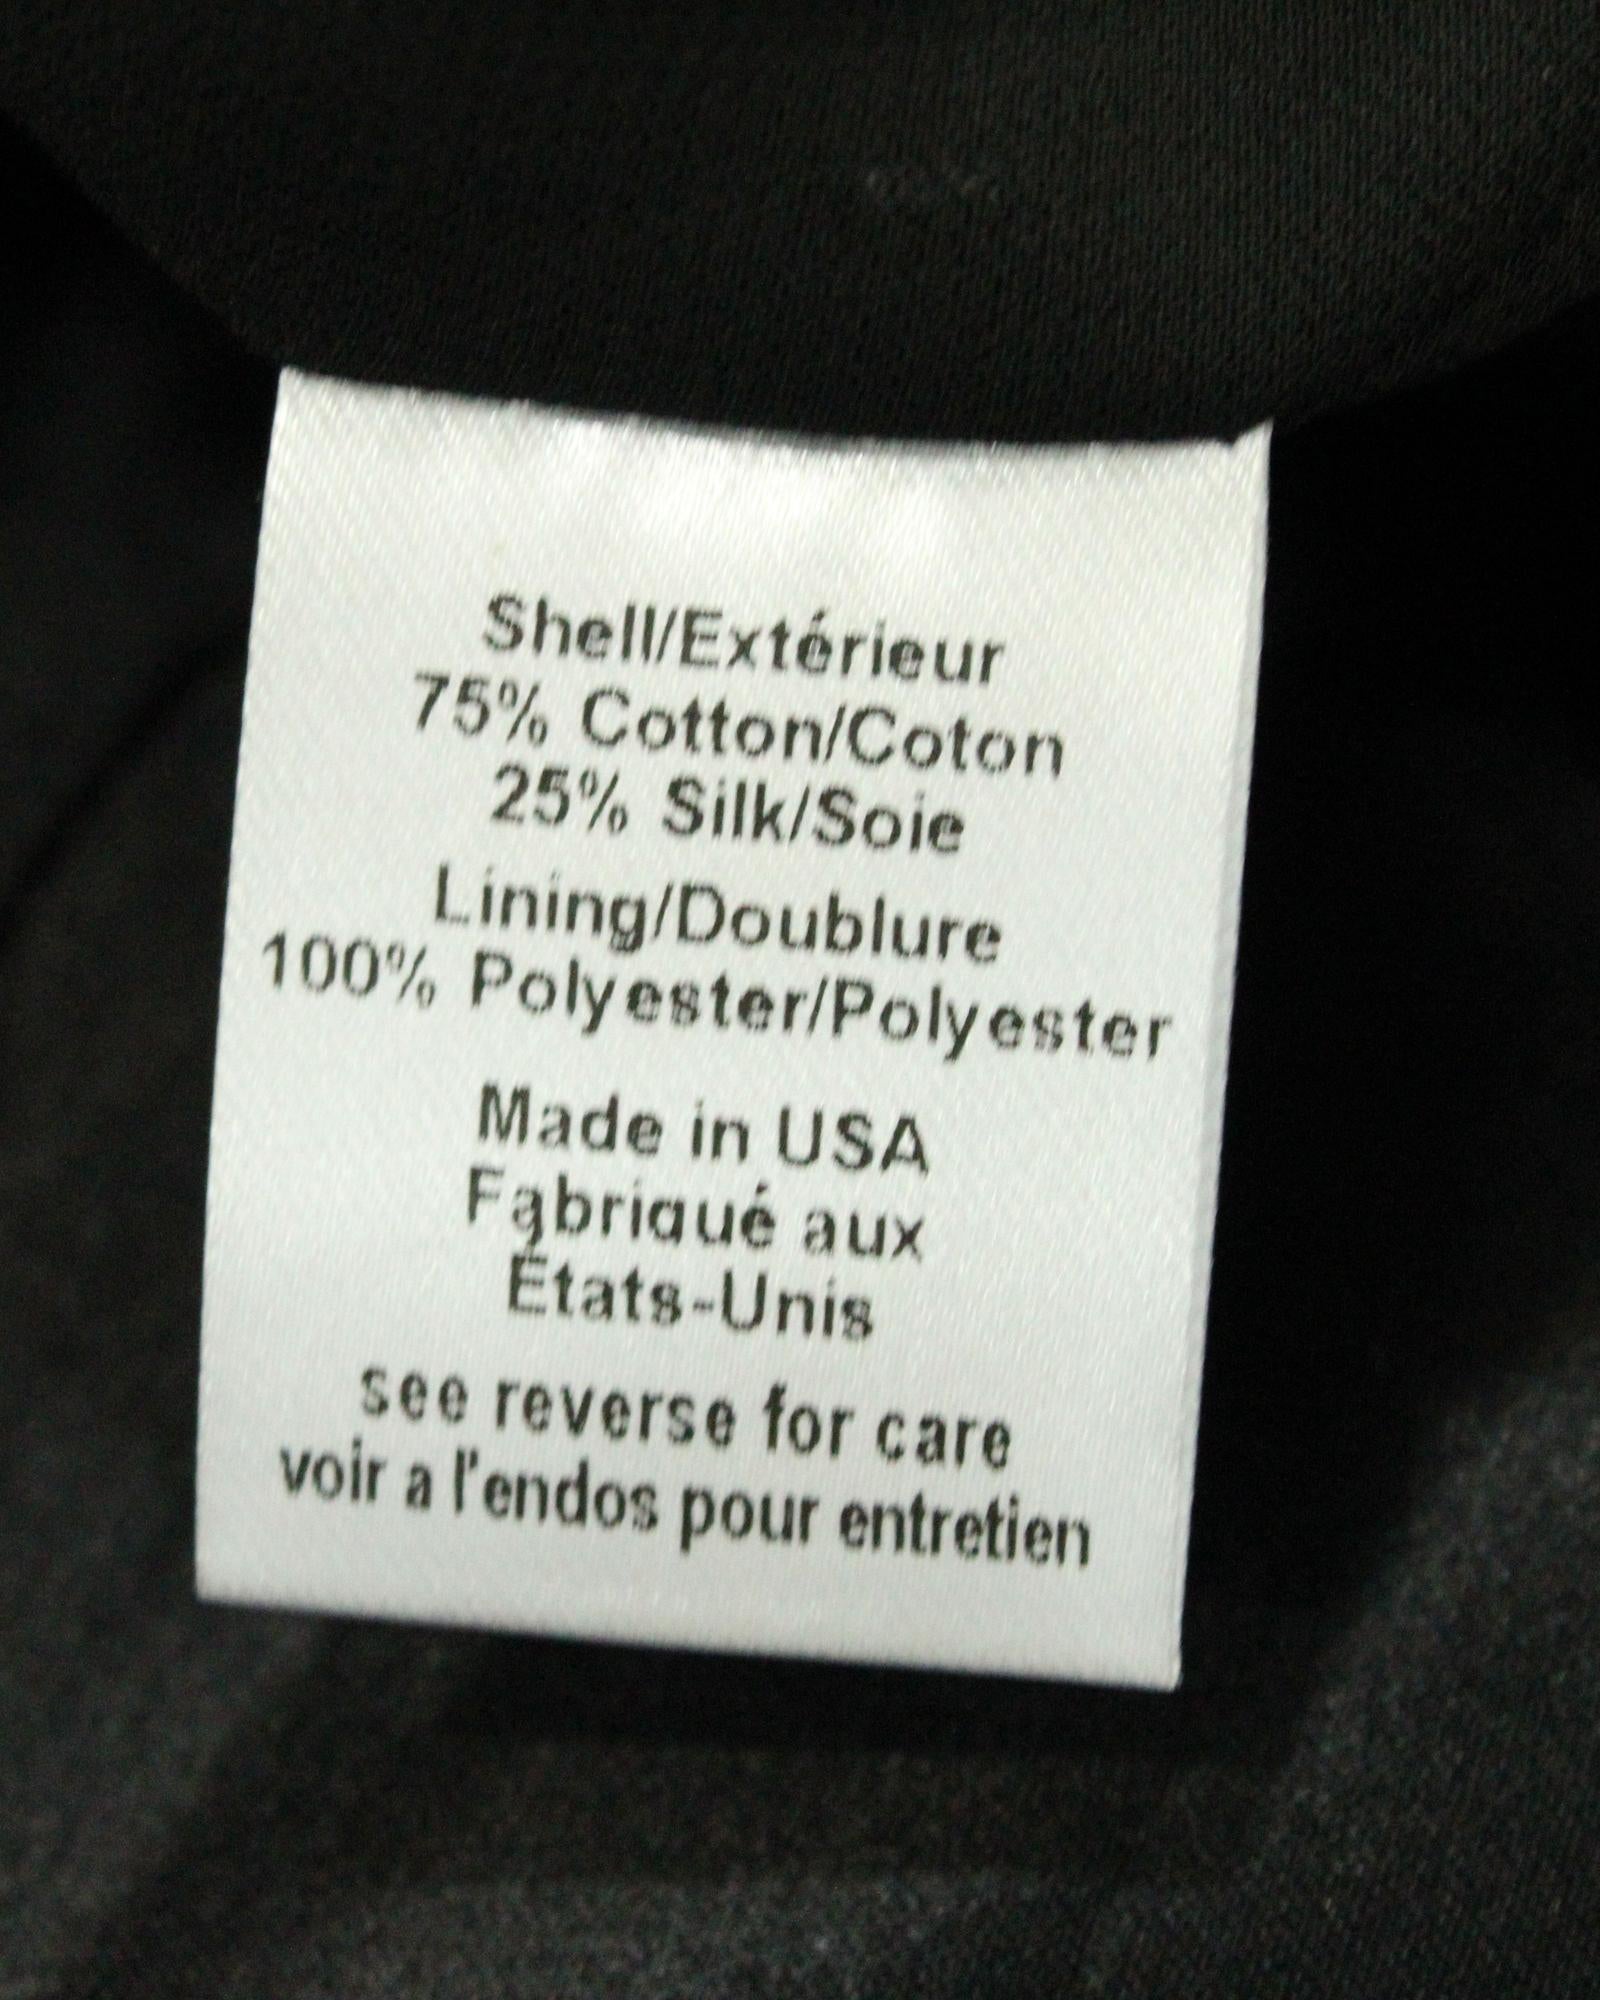 Shell/Extérieur
75% Cotton/Coton
25% Silk/Soie
Lining/Doublure
100% Polyester/Polyester
Made in USA
Fabriqué aux
États-Unis
see reverse for care
voir a l'endos pour entretien